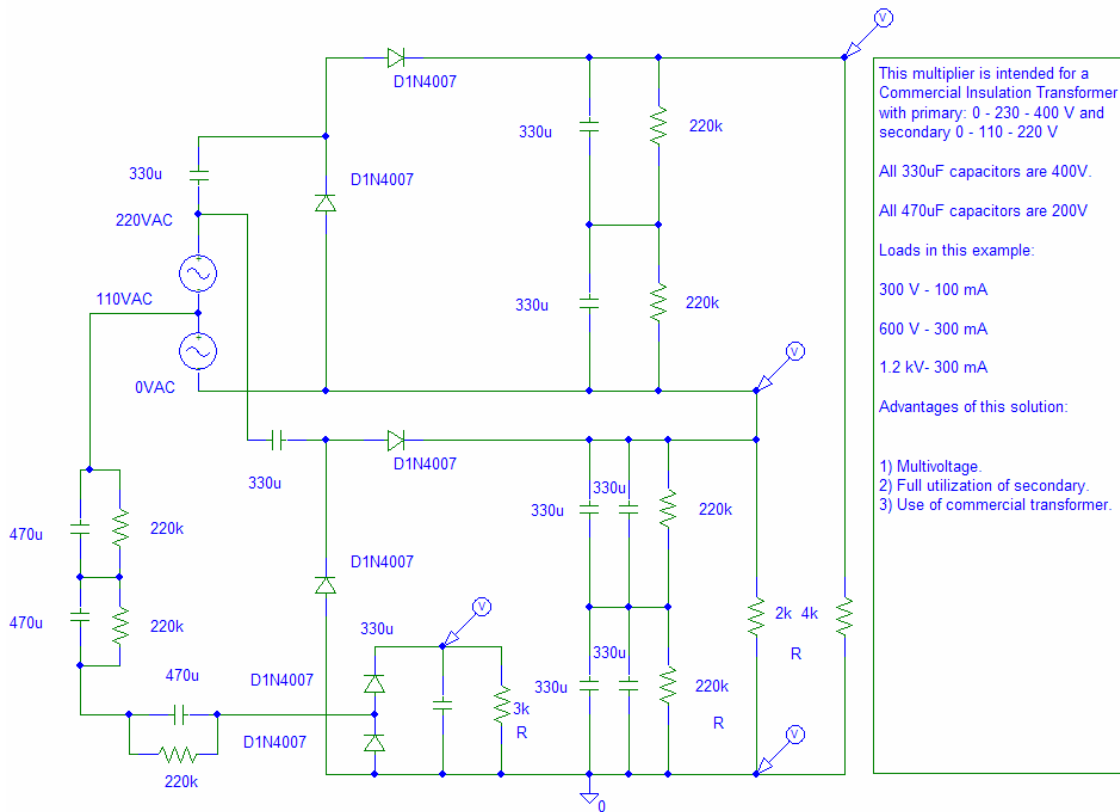 V
D1N4007
330u
220k
330u
D1N4007
220VAC
110VAC
330u
220k
0VAC
V
D1N4007
330u
330u
330u
220k
470u
220k
D1N4007
470u
220k
330u
V
2k
4k
R
470u
D1N4007
330u
330u
220k
3k
R
R
D1N4007
V
220k
0
This multiplier is intended for a
Commercial Insulation Transformer
with primary: 0 - 230 - 400 V and
secondary 0 - 110 - 220 V
All 330uF capacitors are 400V.
All 470uF capacitors are 200V
Loads in this example:
300 V - 100 mA
600 V - 300 mA
1.2 kV- 300 mA
Advantages of this solution:
1) Multivoltage.
2) Full utilization of secondary.
3) Use of commercial transformer.